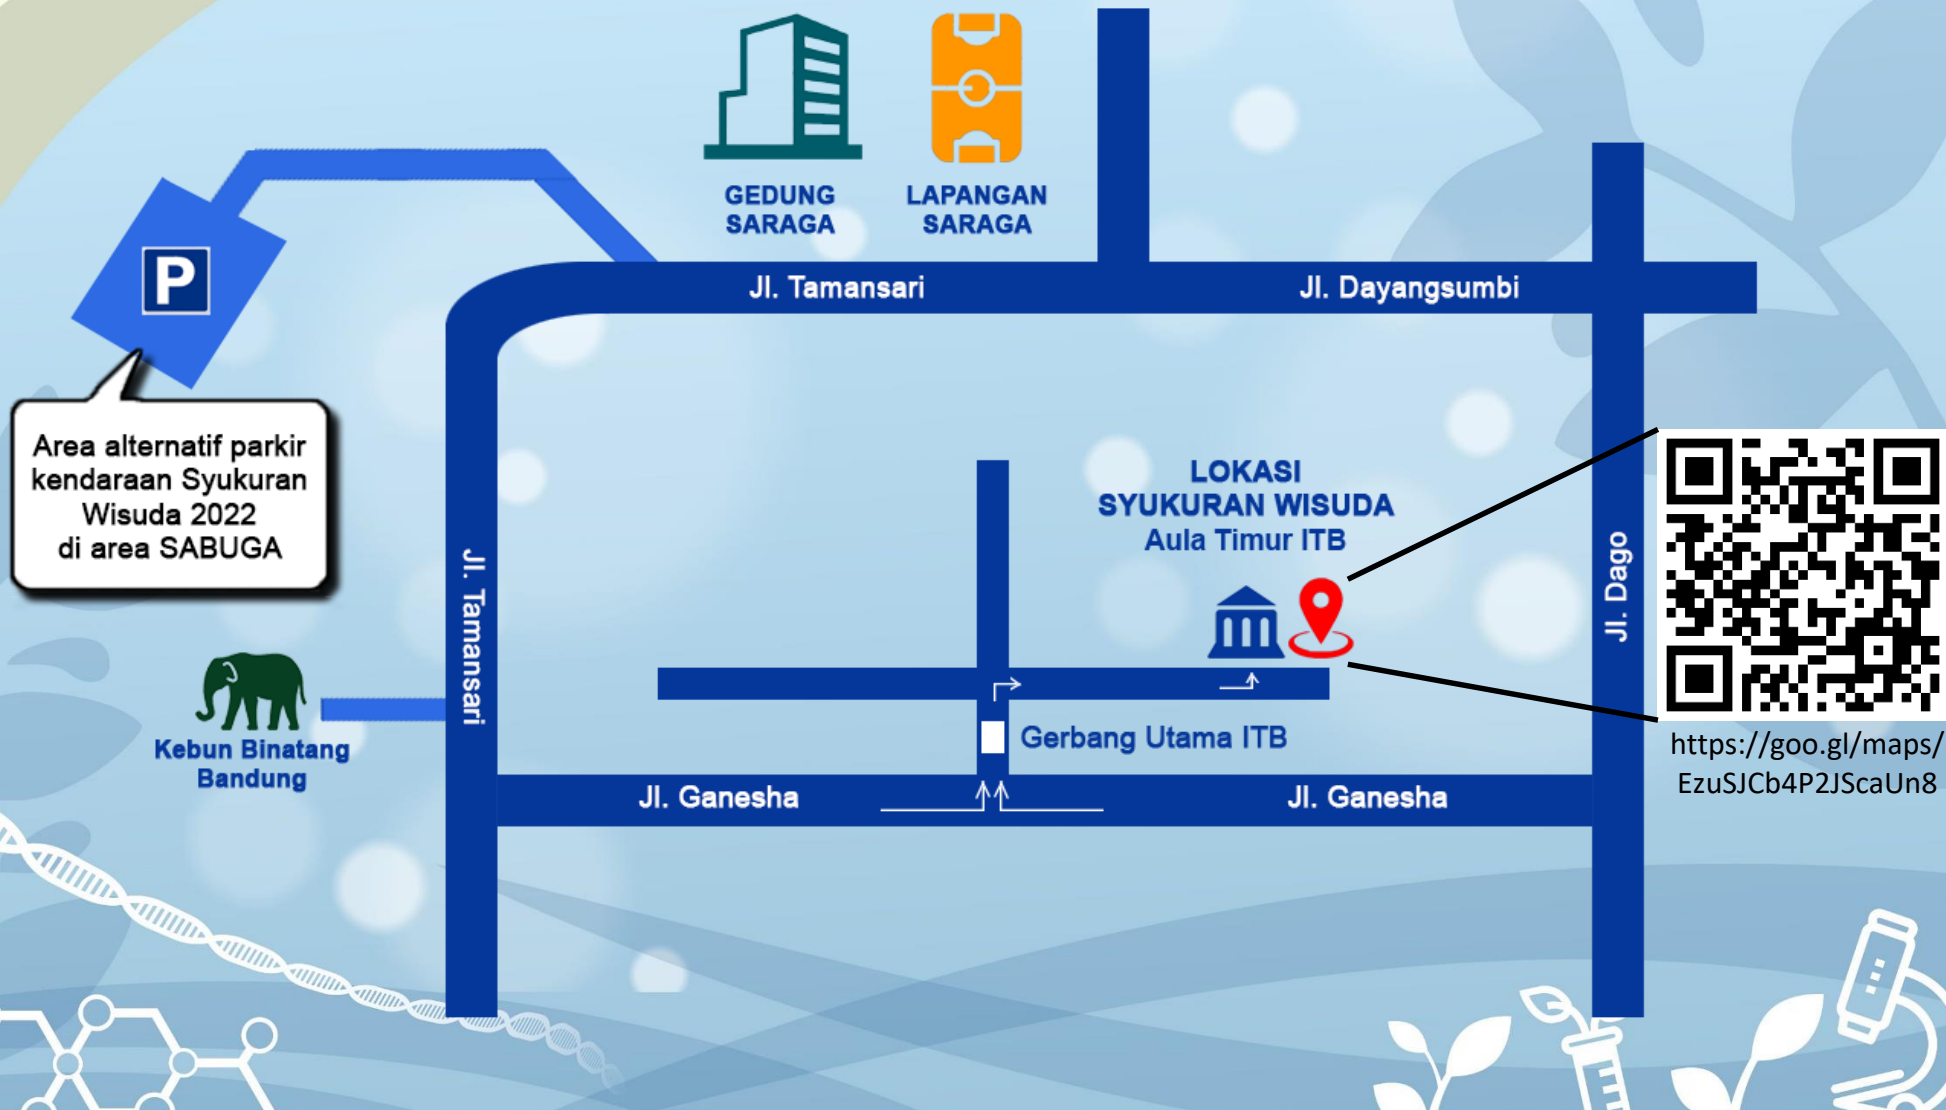 GEDUNG
SARAGA
LAPANGAN
SARAGA
P
Jl. Tamansari
Jl. Dayangsumbi
Area alternatif parkir
kendaraan Syukuran
Wisuda 2022
di area SABUGA
LOKASI
SYUKURAN WISUDA
Aula Timur ITB
Jl. Tamansari
Jl. Dago
Kebun Binatang
Bandung
Gerbang Utama ITB
https://goo.gl/maps/
EzuSJCb4P2JScaUn8
Jl. Ganesha
Jl. Ganesha